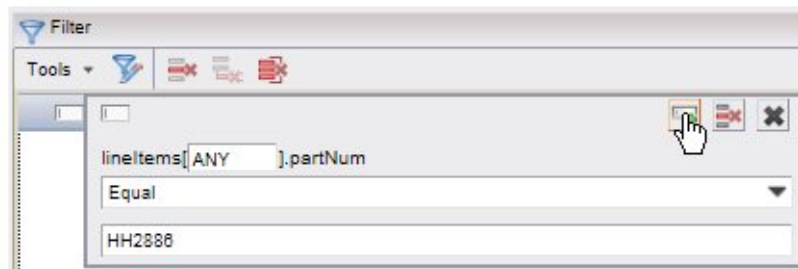 Filter
Tools
lineItems[ANY].partNum
Equal
HH2886